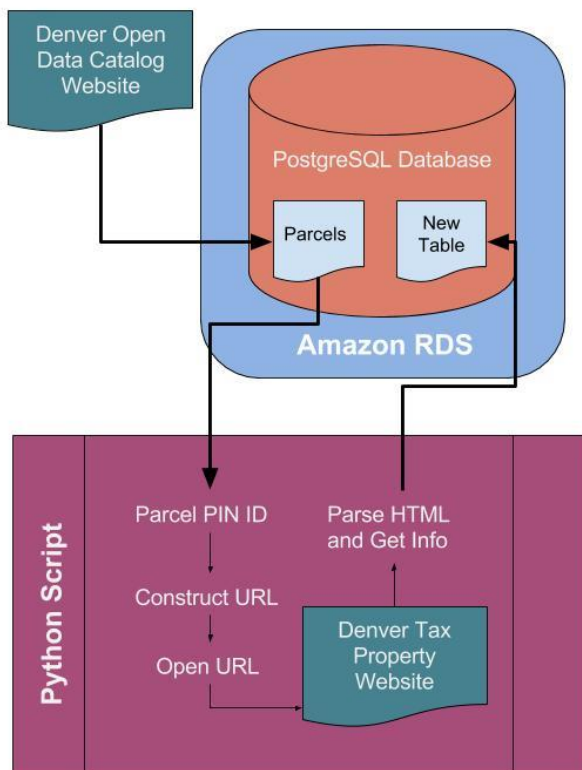 Denver Open
Data Catalog
Website
PostgreSQL Database
Parcels
New
Table
Amazon RDS
Python Script
Parcel PIN ID
Construct URL
Open URL
Denver Tax
Property
Website
Parse HTML
and Get Info